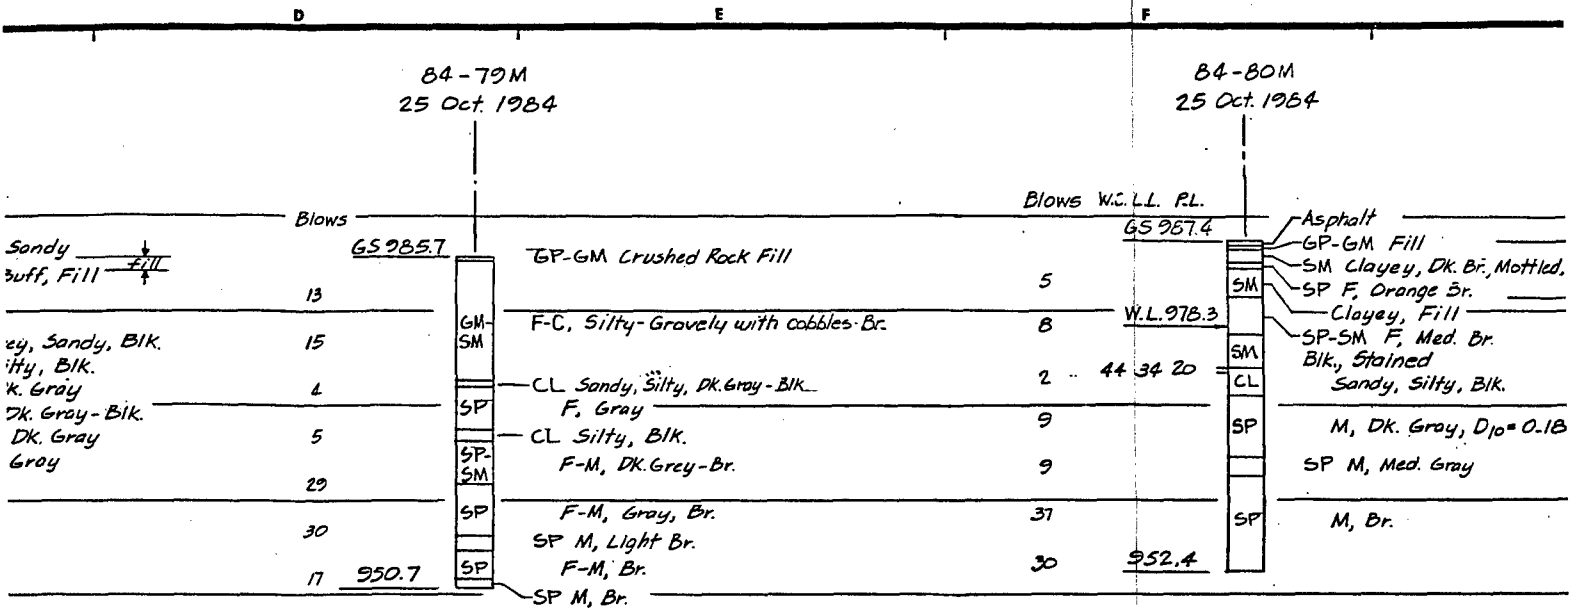 D E F
84-79M
25 Oct. 1984
84-80M
25 Oct. 1984
Blows
Blows W.C. L.L. P.L.
Sandy
fill
Buff, Fill
GS 985.7
GP-GM Crushed Rock Fill
GS 987.4
Asphalt
GP-GM Fill
SM Clayey, Dk. Br., Mottled,
SP F, Orange Br.
Clayey, Fill
SP-SM F, Med. Br.
Blk., Stained
Sandy, Silty, Blk.
M, Dk. Gray, D10=0.18
SP M, Med. Gray
M, Br.
SM
SM
CL
SP
SP
W.L. 978.3
44 34 20
952.4
5
8
2
9
9
37
30
13
15
4
5
29
30
17
950.7
GM-
SM
SP
SP-
SM
SP
SP
F-C, Silty-Gravely with cobbles-Br.
CL Sandy, Silty, Dk. Gray-Blk
F, Gray
CL Silty, Blk.
F-M, DK. Grey-Br.
F-M, Gray, Br.
SP M, Light Br.
F-M, Br.
SP M, Br.
ey, Sandy, Blk.
ilty, Blk.
k. Gray
Dk. Gray-Blk.
Dk. Gray
Gray